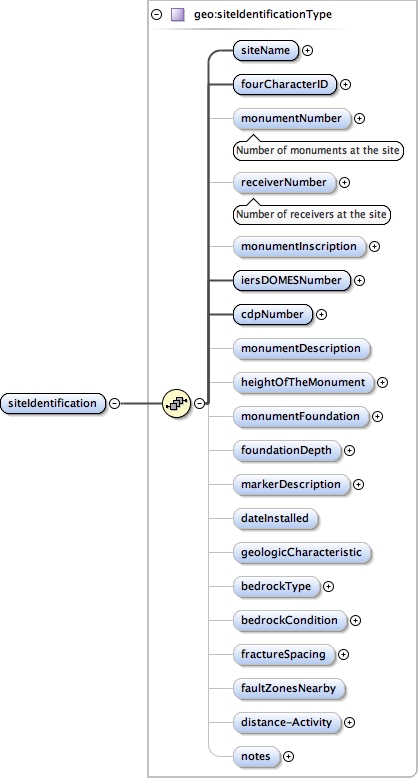 geo:siteIdentificationType
siteName
fourCharacterID
monumentNumber
Number of monuments at the site
receiverNumber
Number of receivers at the site
monumentInscription
iersDOMESNumber
cdpNumber
monumentDescription
siteIdentification
heightOfTheMonument
monumentFoundation
foundationDepth
markerDescription
dateInstalled
geologicCharacteristic
bedrockType
bedrockCondition
fractureSpacing
faultZonesNearby
distance-Activity
notes